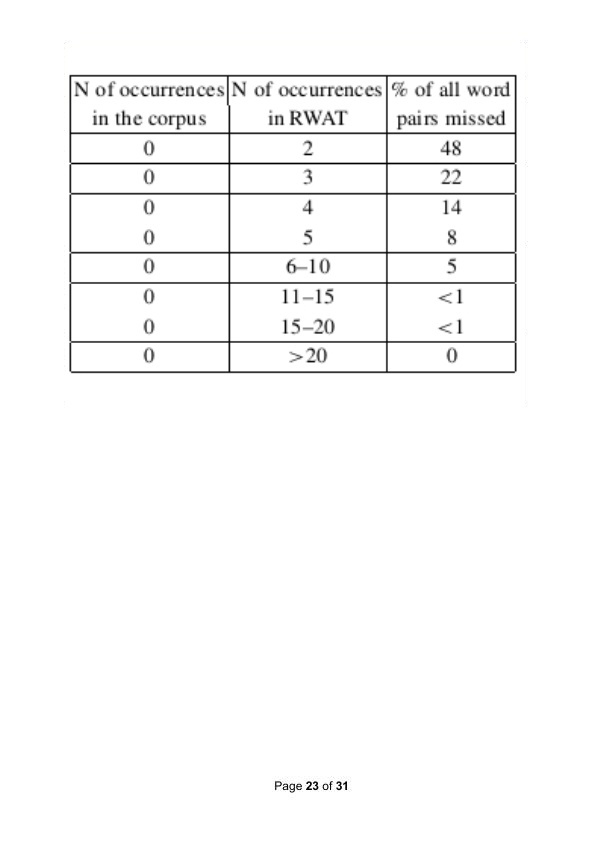 N of occurrences N of occurrences % of all word
in the corpus in RWAT pairs missed
0 2 48
0 3 22
0 4 14
0 5 8
0 6–10 5
0 11–15 <1
0 15–20 <1
0 >20 0
Page 23 of 31